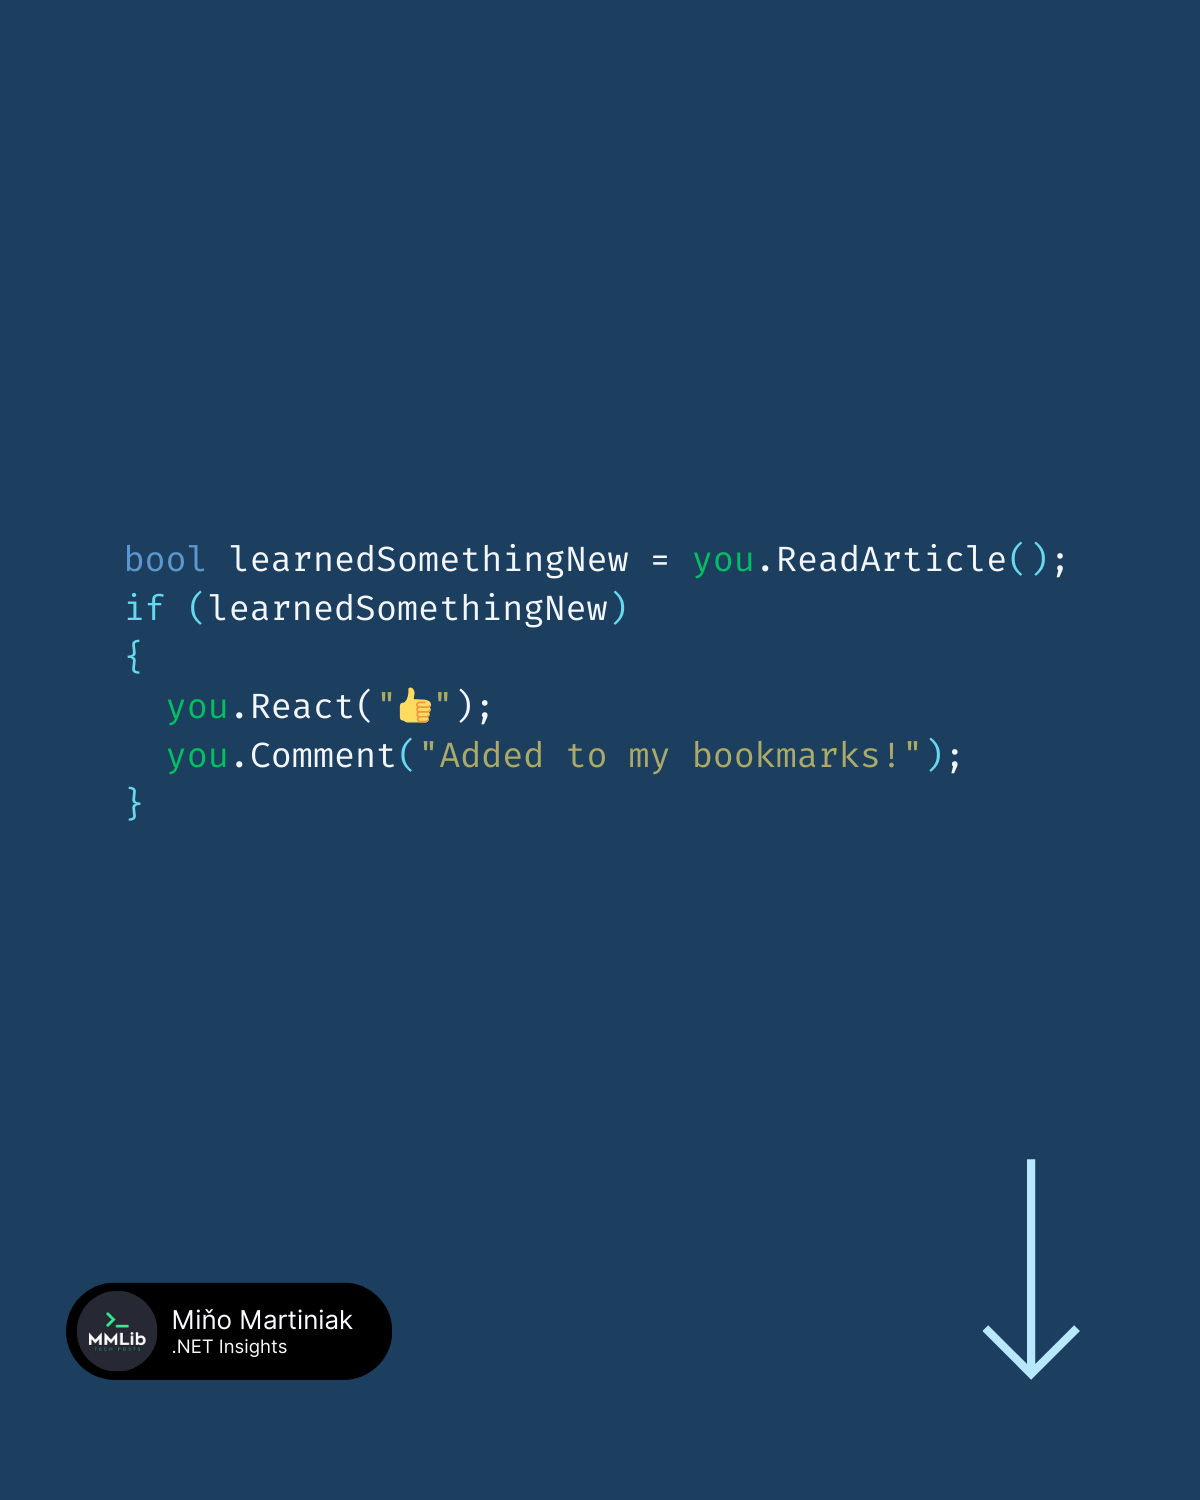 bool learnedSomethingNew = you.ReadArticle();
if (learnedSomethingNew)
{
  you.React("👍");
  you.Comment("Added to my bookmarks!");
}
>_
MMLib
TECH POSTS
Miňo Martiniak
.NET Insights